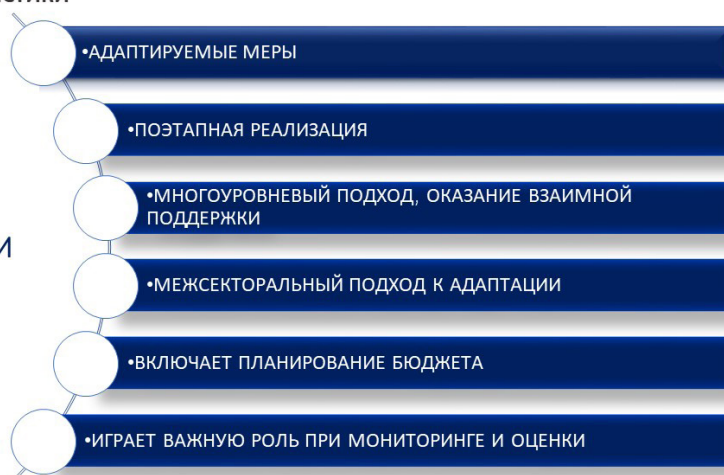 •АДАПТИРУЕМЫЕ МЕРЫ
•ПОЭТАПНАЯ РЕАЛИЗАЦИЯ
•МНОГОУРОВНЕВЫЙ ПОДХОД, ОКАЗАНИЕ ВЗАИМНОЙ
ПОДДЕРЖКИ
И
•МЕЖСЕКТОРАЛЬНЫЙ ПОДХОД К АДАПТАЦИИ
•ВКЛЮЧАЕТ ПЛАНИРОВАНИЕ БЮДЖЕТА
•ИГРАЕТ ВАЖНУЮ РОЛЬ ПРИ МОНИТОРИНГЕ И ОЦЕНКИ